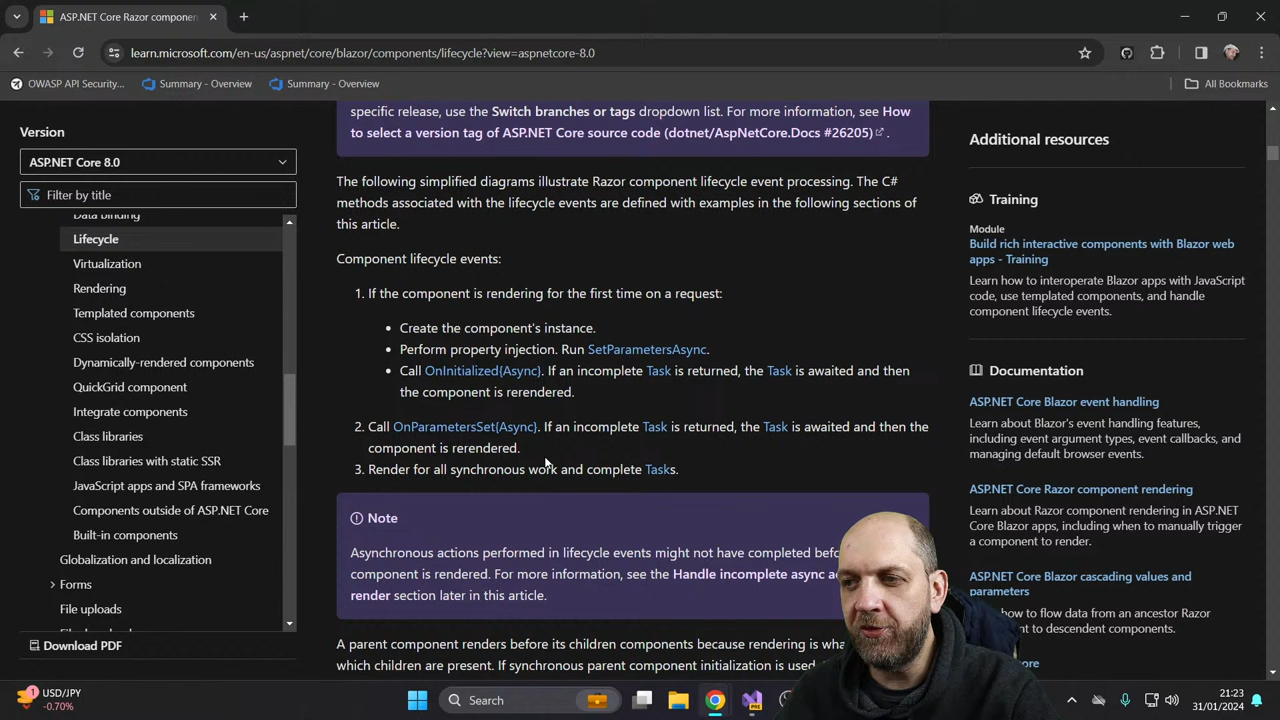 ASP.NET Core Razor componen
learn.microsoft.com/en-us/aspnet/core/blazor/components/lifecycle?view=aspnetcore-8.0
OWASP API Security...
Summary - Overview
Summary - Overview
All Bookmarks
Version
ASP.NET Core 8.0
Filter by title
Data binding
Lifecycle
Virtualization
Rendering
Templated components
CSS isolation
Dynamically-rendered components
QuickGrid component
Integrate components
Class libraries
Class libraries with static SSR
JavaScript apps and SPA frameworks
Components outside of ASP.NET Core
Built-in components
Globalization and localization
Forms
File uploads
Download PDF
specific release, use the Switch branches or tags dropdown list. For more information, see How
to select a version tag of ASP.NET Core source code (dotnet/AspNetCore.Docs #26205) .
The following simplified diagrams illustrate Razor component lifecycle event processing. The C#
methods associated with the lifecycle events are defined with examples in the following sections of
this article.
Component lifecycle events:
1. If the component is rendering for the first time on a request:
• Create the component's instance.
• Perform property injection. Run SetParametersAsync.
• Call OnInitialized{Async}. If an incomplete Task is returned, the Task is awaited and then
the component is rerendered.
2. Call OnParametersSet{Async}. If an incomplete Task is returned, the Task is awaited and then the
component is rerendered.
3. Render for all synchronous work and complete Tasks.
Note
Asynchronous actions performed in lifecycle events might not have completed befo
component is rendered. For more information, see the Handle incomplete async a
render section later in this article.
A parent component renders before its children components because rendering is wha
which children are present. If synchronous parent component initialization is used,
Additional resources
Training
Module
Build rich interactive components with Blazor web
apps - Training
Learn how to interoperate Blazor apps with JavaScript
code, use templated components, and handle
component lifecycle events.
Documentation
ASP.NET Core Blazor event handling
Learn about Blazor's event handling features,
including event argument types, event callbacks, and
managing default browser events.
ASP.NET Core Razor component rendering
Learn about Razor component rendering in ASP.NET
Core Blazor apps, including when to manually trigger
a component to render.
ASP.NET Core Blazor cascading values and
parameters
how to flow data from an ancestor Razor
to descendent components.
ore
1
USD/JPY
-0.70%
Search
PRE
21:23
31/01/2024